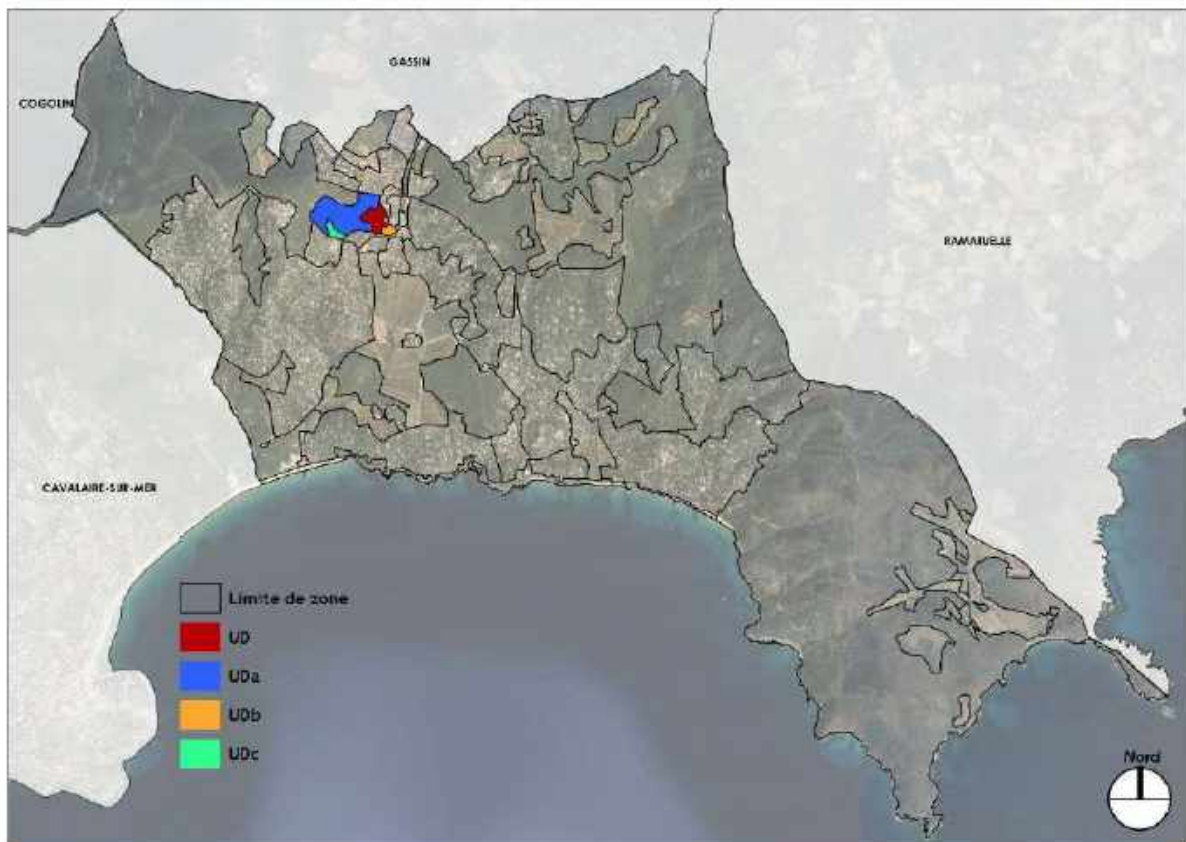 GASSIN
COGOLIN
RAMATUELLE
CAVALAIRE-SUR-MER
Limite de zone
UD
UDa
UDb
UDc
Nord